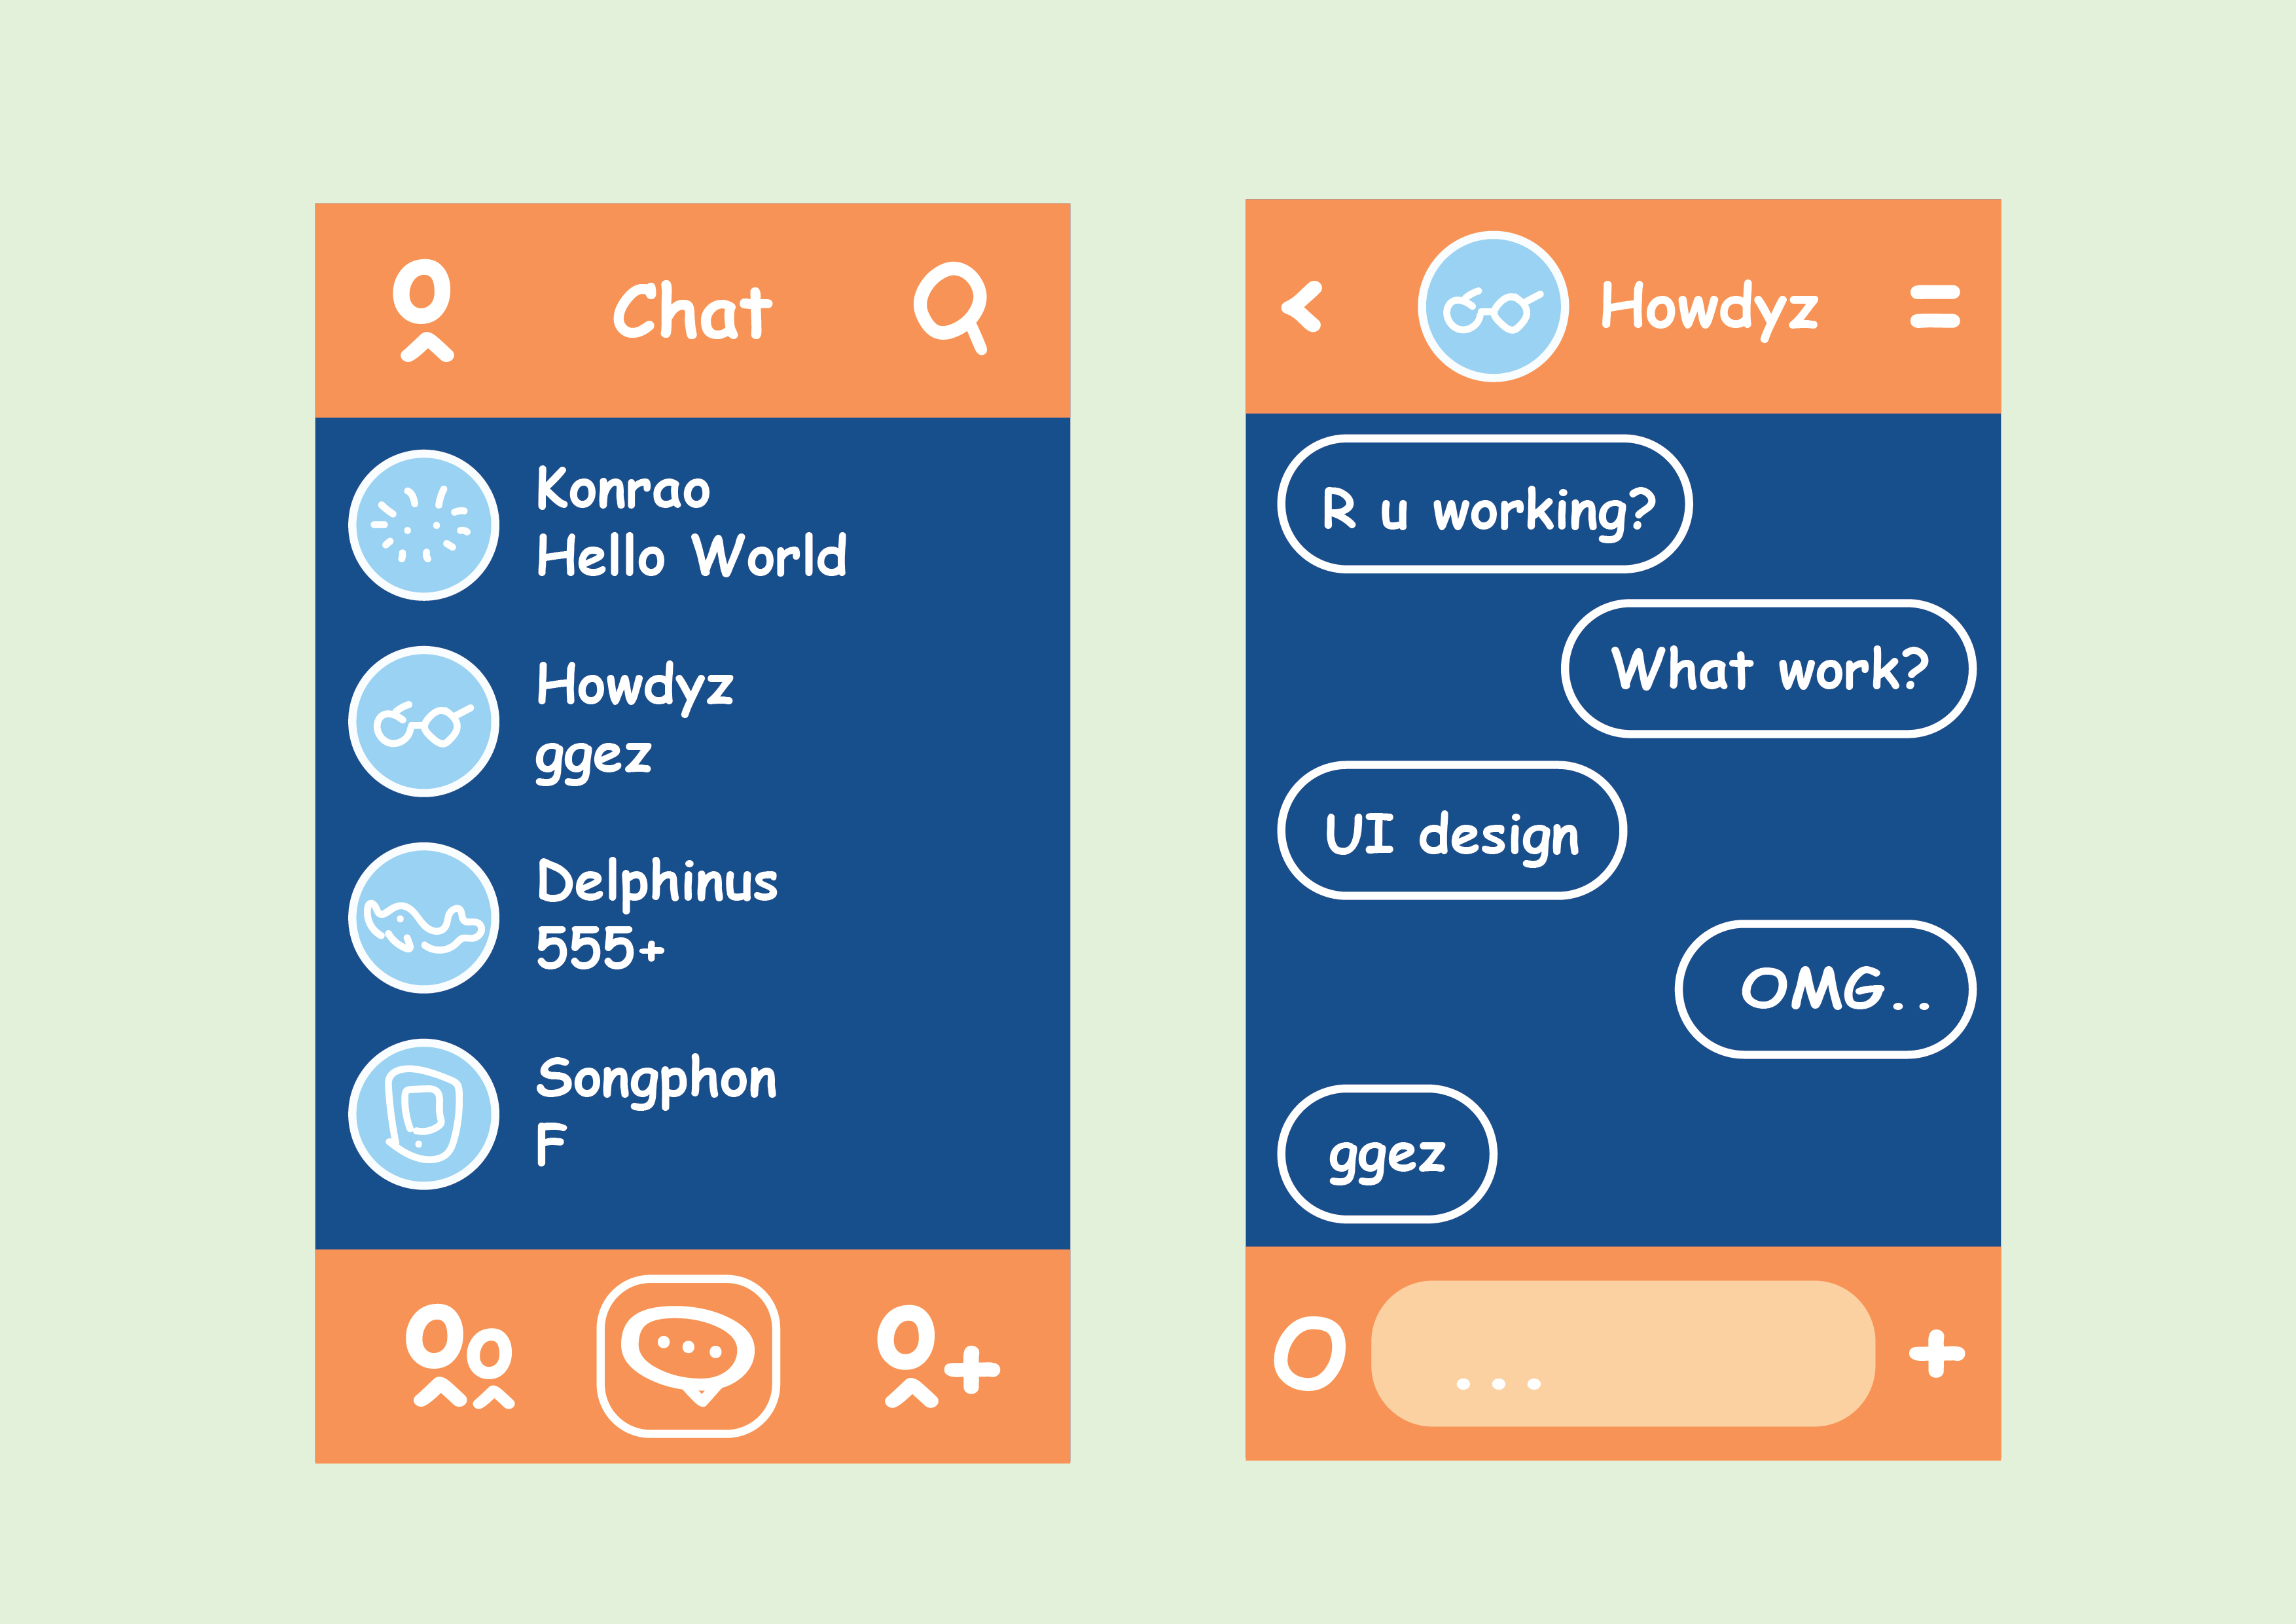 Chat
Konrao
Hello World
Howdyz
ggez
Delphinus
555+
Songphon
F
< Howdyz =
R u working?
What work?
UI design
OMG..
ggez
O ... +